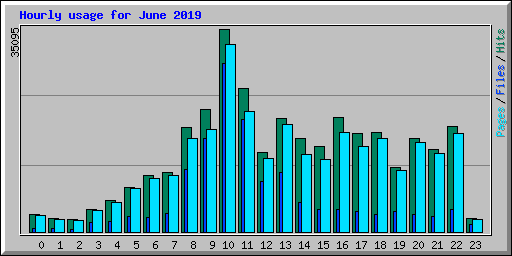 Hourly usage for June 2019
35095
Pages/Files/Hits
0 1 2 3 4 5 6 7 8 9 10 11 12 13 14 15 16 17 18 19 20 21 22 23